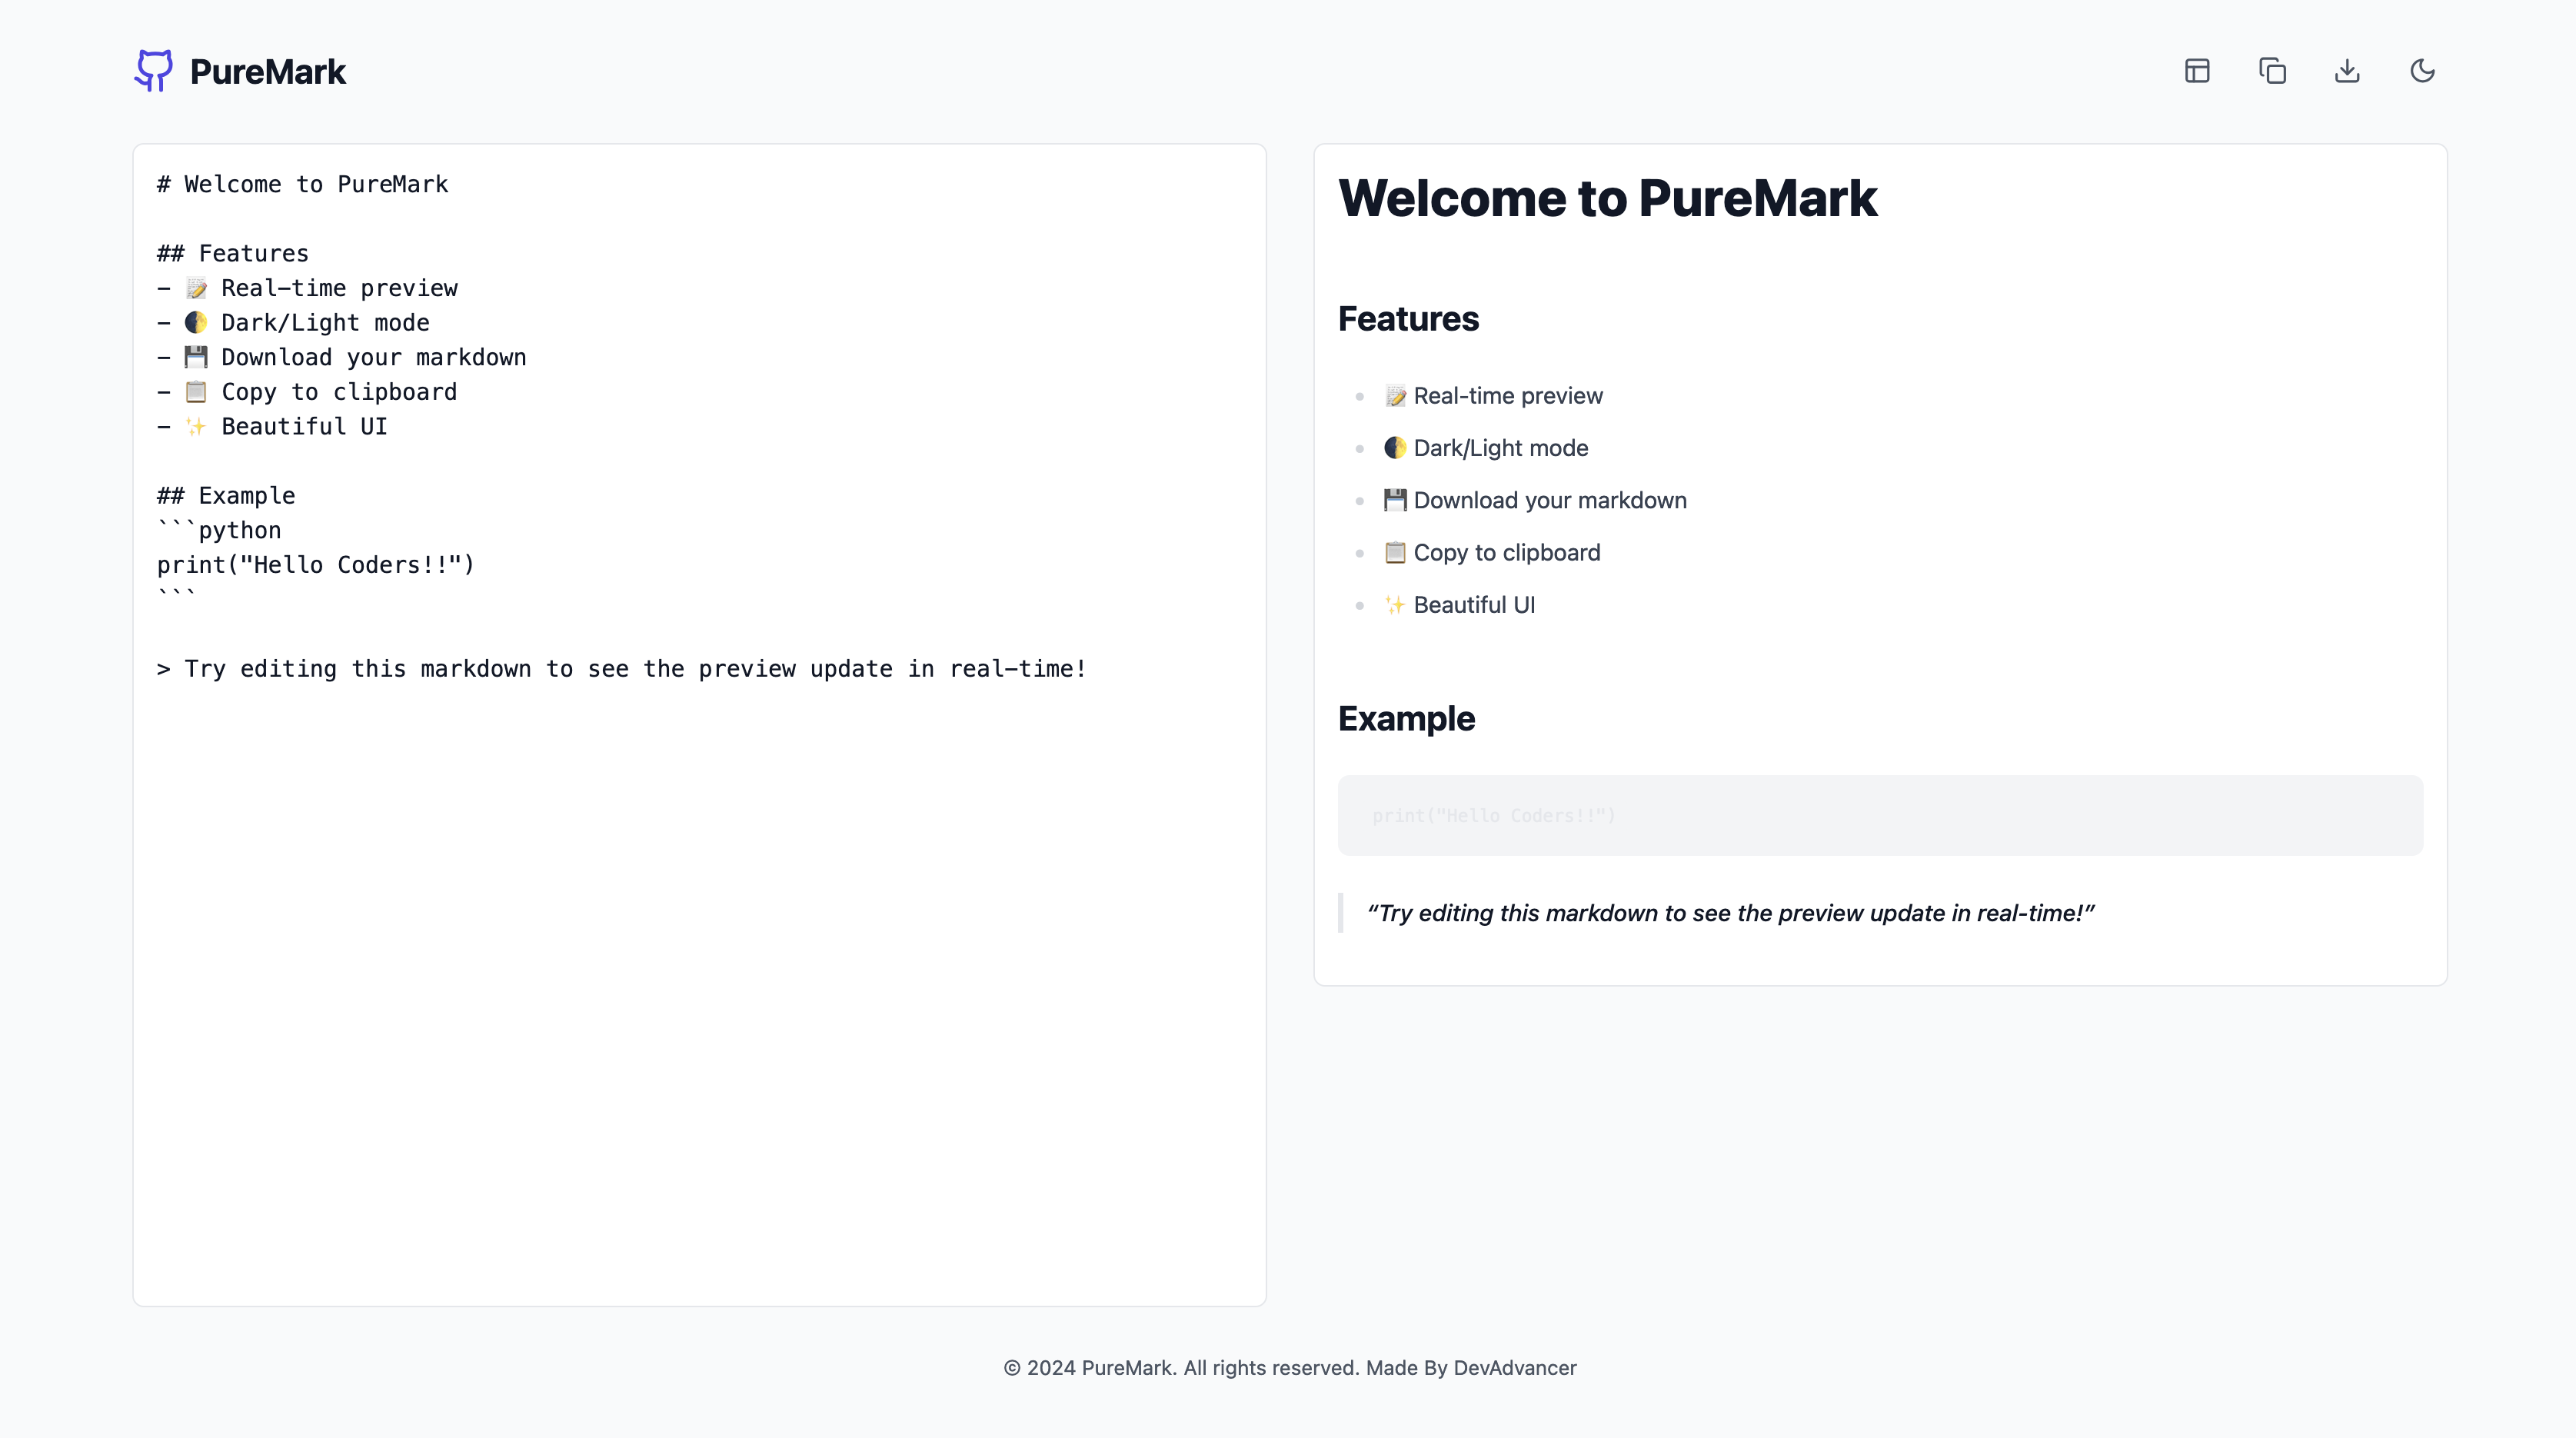 PureMark
# Welcome to PureMark
## Features
- 📝 Real-time preview
- 🌓 Dark/Light mode
- 💾 Download your markdown
- 📋 Copy to clipboard
- ✨ Beautiful UI
## Example
```python
print("Hello Coders!!")
```
> Try editing this markdown to see the preview update in real-time!
Welcome to PureMark
Features
• 📝 Real-time preview
• 🌓 Dark/Light mode
• 💾 Download your markdown
• 📋 Copy to clipboard
• ✨ Beautiful UI
Example
print("Hello Coders!!")
“Try editing this markdown to see the preview update in real-time!”
© 2024 PureMark. All rights reserved. Made By DevAdvancer